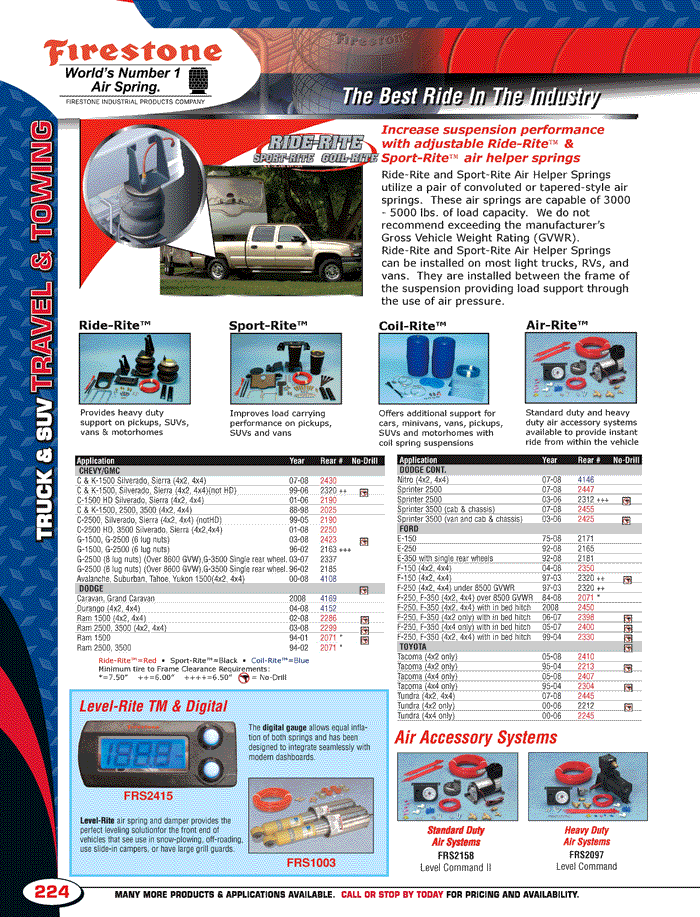 Firestone
World's Number 1
Air Spring.
FIRESTONE INDUSTRIAL PRODUCTS COMPANY
Firestone
The Best Ride In The Industry
TRUCK & SUV TRAVEL & TOWING
RIDE-RITE
SPORT-RITE COIL-RITE
Increase suspension performance
with adjustable Ride-Rite™ &
Sport-Rite™ air helper springs
Ride-Rite and Sport-Rite Air Helper Springs
utilize a pair of convoluted or tapered-style air
springs. These air springs are capable of 3000
- 5000 lbs. of load capacity. We do not
recommend exceeding the manufacturer's
Gross Vehicle Weight Rating (GVWR).
Ride-Rite and Sport-Rite Air Helper Springs
can be installed on most light trucks, RVs, and
vans. They are installed between the frame of
the suspension providing load support through
the use of air pressure.
Ride-Rite™
Provides heavy duty
support on pickups, SUVs,
vans & motorhomes
Sport-Rite™
Improves load carrying
performance on pickups,
SUVs and vans
Coil-Rite™
Offers additional support for
cars, minivans, vans, pickups,
SUVs and motorhomes with
coil spring suspensions
Air-Rite™
Standard duty and heavy
duty air accessory systems
available to provide instant
ride from within the vehicle
Application Year Rear # No-Drill
CHEVY/GMC
C & K-1500 Silverado, Sierra (4x2, 4x4) 07-08 2430
C & K-1500, Silverado, Sierra (4x2, 4x4)(not HD) 99-06 2320 ++
C-1500 HD Silverado, Sierra (4x2, 4x4) 01-06 2190
C & K-1500, 2500, 3500 (4x2, 4x4) 88-98 2025
C-2500, Silverado, Sierra (4x2, 4x4) (notHD) 99-05 2190
C-2500 HD, 3500 Silverado, Sierra (4x2,4x4) 01-08 2250
G-1500, G-2500 (6 lug nuts) 03-08 2423
G-1500, G-2500 (6 lug nuts) 96-02 2163 +++
G-2500 (8 lug nuts) (Over 8600 GVW),G-3500 Single rear wheel. 03-07 2337
G-2500 (8 lug nuts) (Over 8600 GVW),G-3500 Single rear wheel. 96-02 2185
Avalanche, Suburban, Tahoe, Yukon 1500(4x2, 4x4) 00-08 4108
DODGE
Caravan, Grand Caravan 2008 4169
Durango (4x2, 4x4) 04-08 4152
Ram 1500 (4x2, 4x4) 02-08 2286
Ram 2500, 3500 (4x2, 4x4) 03-08 2299
Ram 1500 94-01 2071 *
Ram 2500, 3500 94-02 2071 *
Ride-Rite™=Red • Sport-Rite™=Black • Coil-Rite™=Blue
Minimum tire to Frame Clearance Requirements:
*=7.50" ++=6.00" ++++=6.50" = No-Drill
Application Year Rear # No-Drill
DODGE CONT.
Nitro (4x2, 4x4) 07-08 4146
Sprinter 2500 07-08 2447
Sprinter 2500 03-06 2312 +++
Sprinter 3500 (cab & chassis) 07-08 2455
Sprinter 3500 (van and cab & chassis) 03-06 2425
FORD
E-150 75-08 2171
E-250 92-08 2165
E-350 with single rear wheels 92-08 2181
F-150 (4x2, 4x4) 04-08 2350
F-150 (4x2, 4x4) 97-03 2320 ++
F-250 (4x2, 4x4) under 8500 GVWR 97-03 2320 ++
F-250, F-350 (4x2, 4x4) over 8500 GVWR 84-08 2071 *
F-250, F-350 (4x2, 4x4) with in bed hitch 2008 2450
F-250, F-350 (4x2 only) with in bed hitch 06-07 2398
F-250, F-350 (4x4 only) with in bed hitch 05-07 2400
F-250, F-350 (4x2, 4x4) with in bed hitch 99-04 2330
TOYOTA
Tacoma (4x2 only) 05-08 2410
Tacoma (4x2 only) 95-04 2213
Tacoma (4x4 only) 05-08 2407
Tacoma (4x4 only) 95-04 2304
Tundra (4x2, 4x4) 07-08 2445
Tundra (4x2 only) 00-06 2212
Tundra (4x4 only) 00-06 2245
Level-Rite TM & Digital
FRS2415
The digital gauge allows equal infla-
tion of both springs and has been
designed to integrate seamlessly with
modern dashboards.
Level-Rite air spring and damper provides the
perfect leveling solutionfor the front end of
vehicles that see use in snow-plowing, off-roading,
use slide-in campers, or have large grill guards.
FRS1003
Air Accessory Systems
Standard Duty
Air Systems
FRS2158
Level Command II
Heavy Duty
Air Systems
FRS2097
Level Command
224
MANY MORE PRODUCTS & APPLICATIONS AVAILABLE. CALL OR STOP BY TODAY FOR PRICING AND AVAILABILITY.